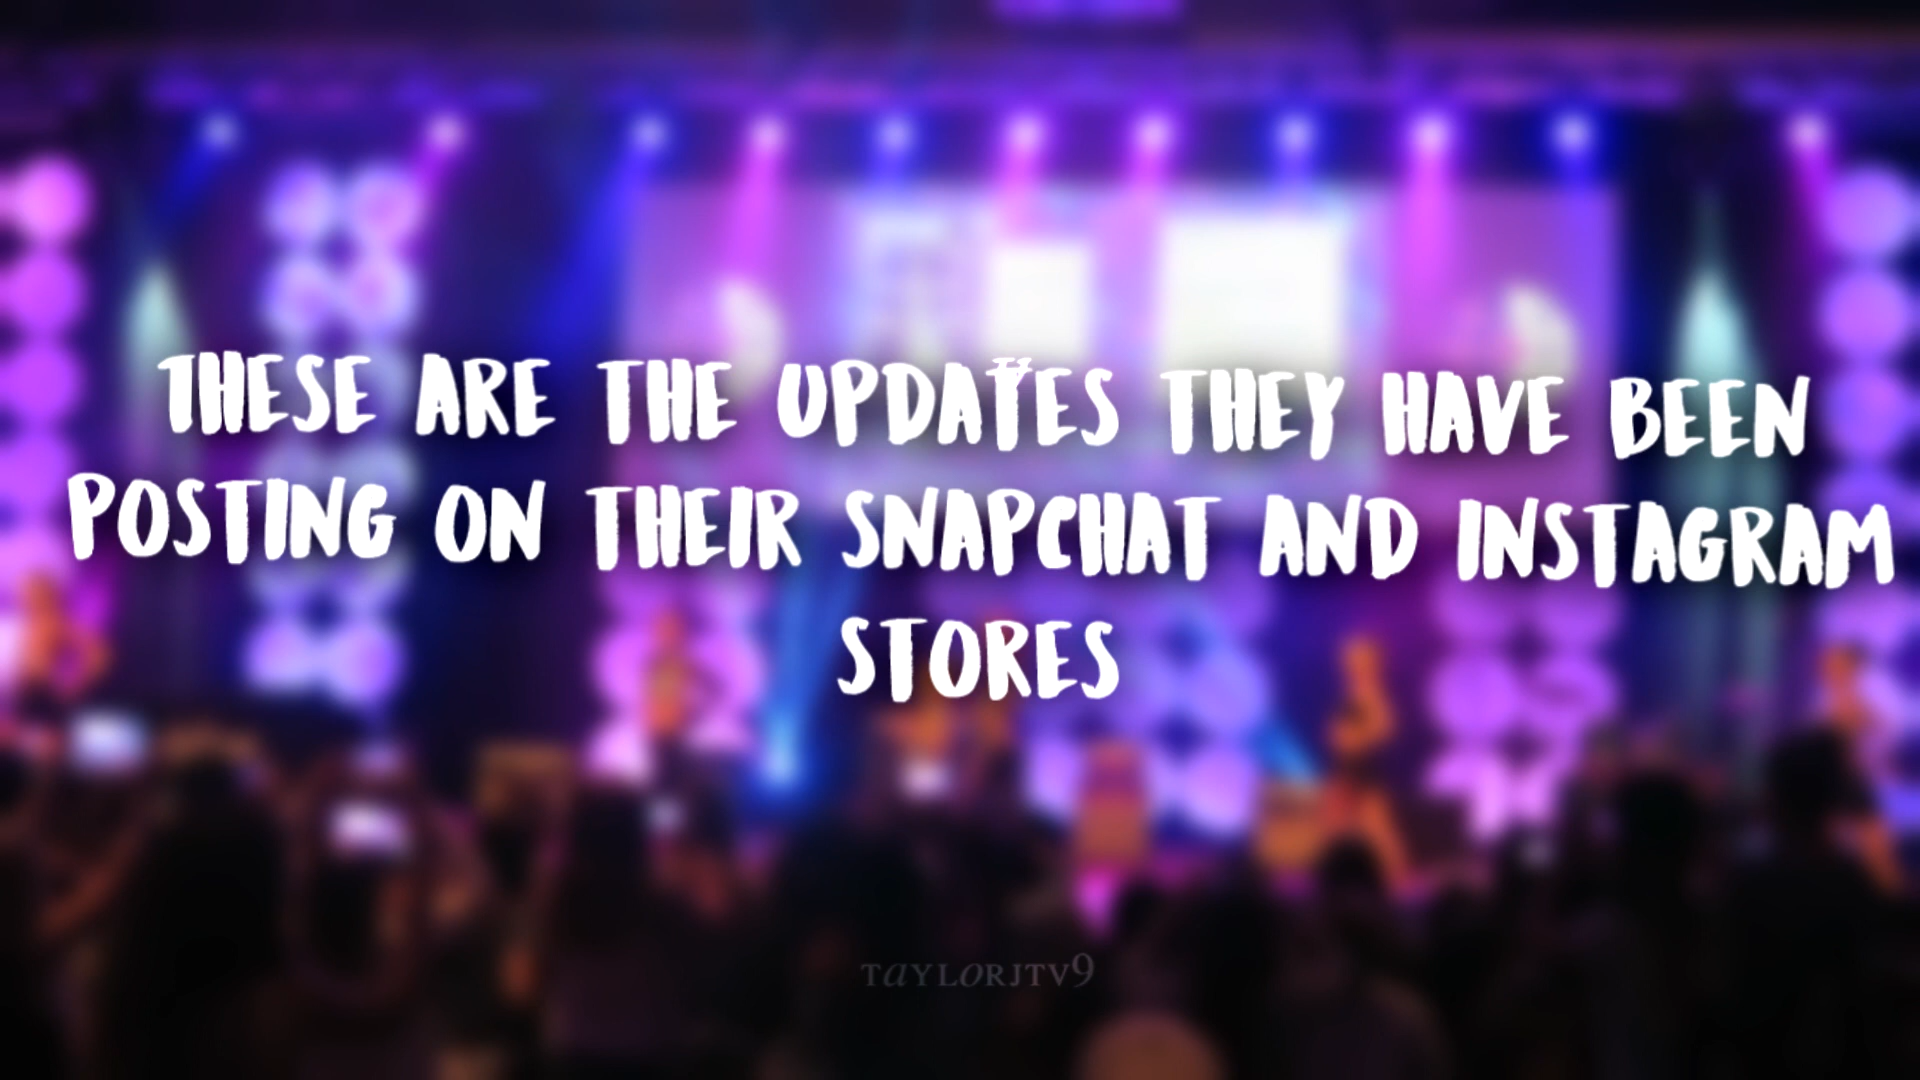 THESE ARE THE UPDATES THEY HAVE BEEN
POSTING ON THEIR SNAPCHAT AND INSTAGRAM
STORES
TAYLORJTV9